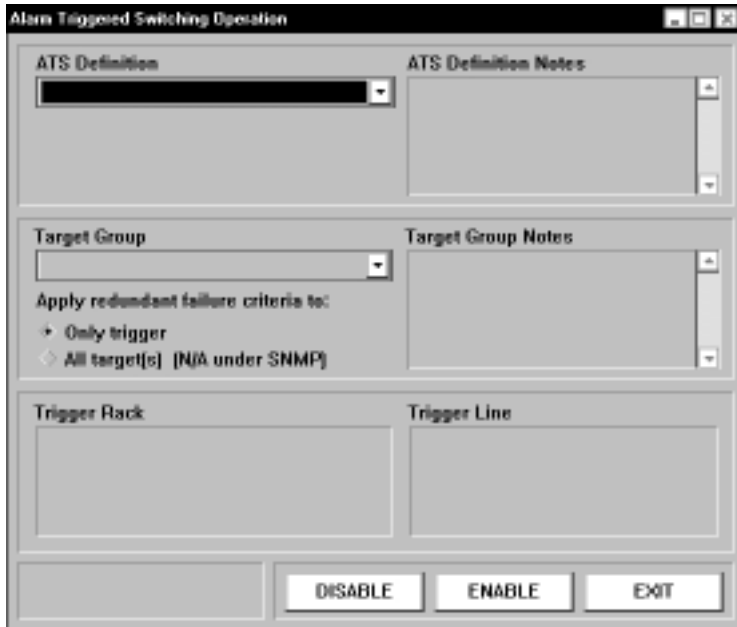 Alarm Triggered Switching Operation
ATS Definition
ATS Definition Notes
Target Group
Target Group Notes
Apply redundant failure criteria to:
Only trigger
All target(s) (N/A under SNMP)
Trigger Rack
Trigger Line
DISABLE
ENABLE
EXIT